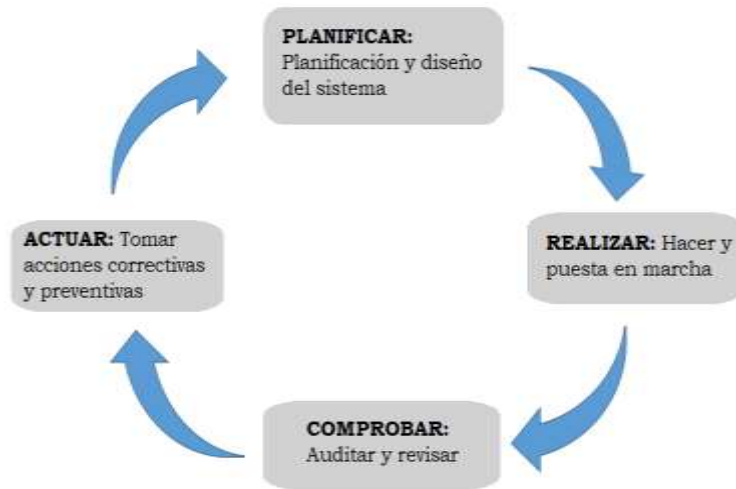 PLANIFICAR:
Planificación y diseño
del sistema
REALIZAR: Hacer y
puesta en marcha
COMPROBAR:
Auditar y revisar
ACTUAR: Tomar
acciones correctivas
y preventivas